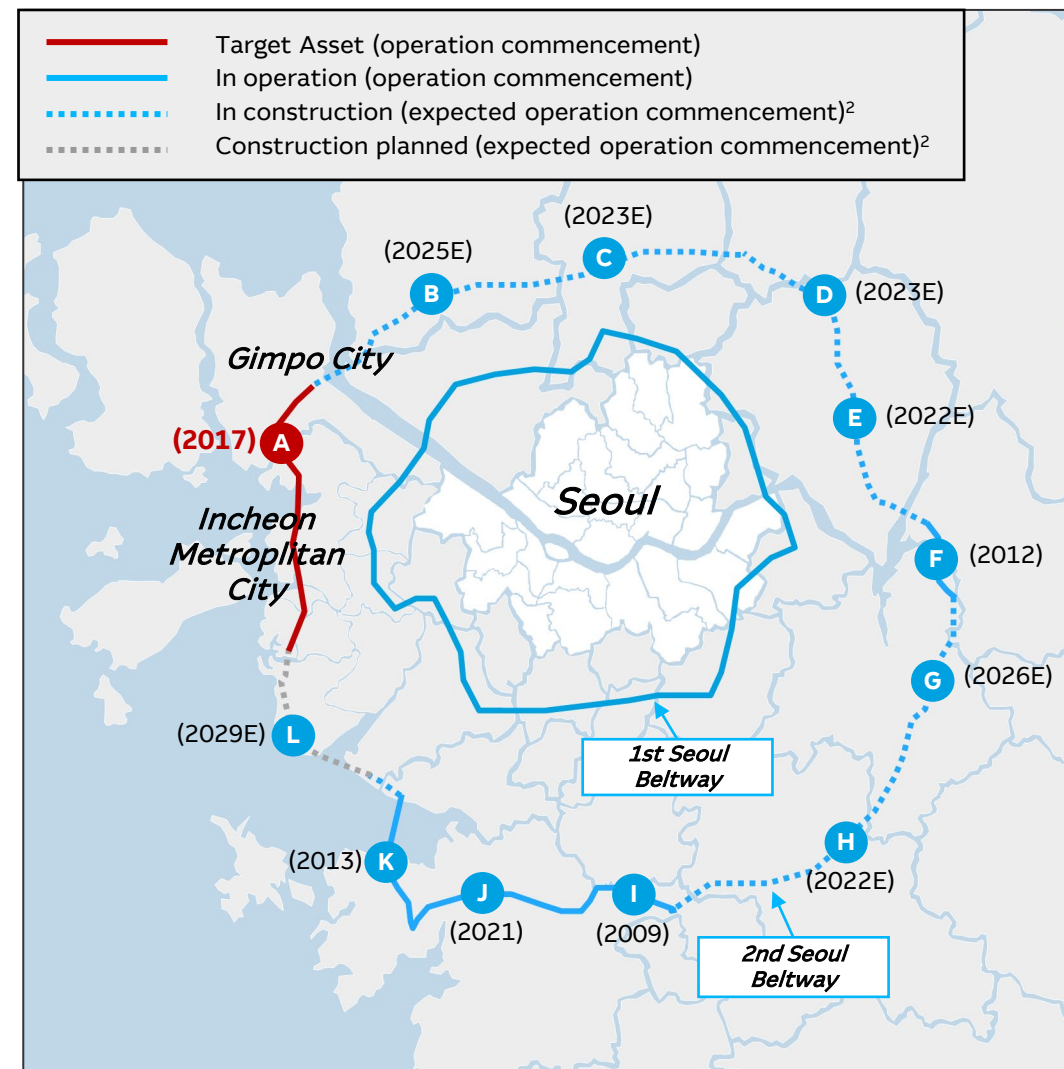 Target Asset (operation commencement)
In operation (operation commencement)
In construction (expected operation commencement)²
Construction planned (expected operation commencement)²
(2023E)
C
(2025E)
B
D
(2023E)
Gimpo City
E
(2022E)
(2017)
A
Seoul
Incheon
Metroplitan
City
F
(2012)
G
(2026E)
(2029E)
L
1st Seoul
Beltway
H
(2022E)
(2013)
K
J
(2021)
I
(2009)
2nd Seoul
Beltway